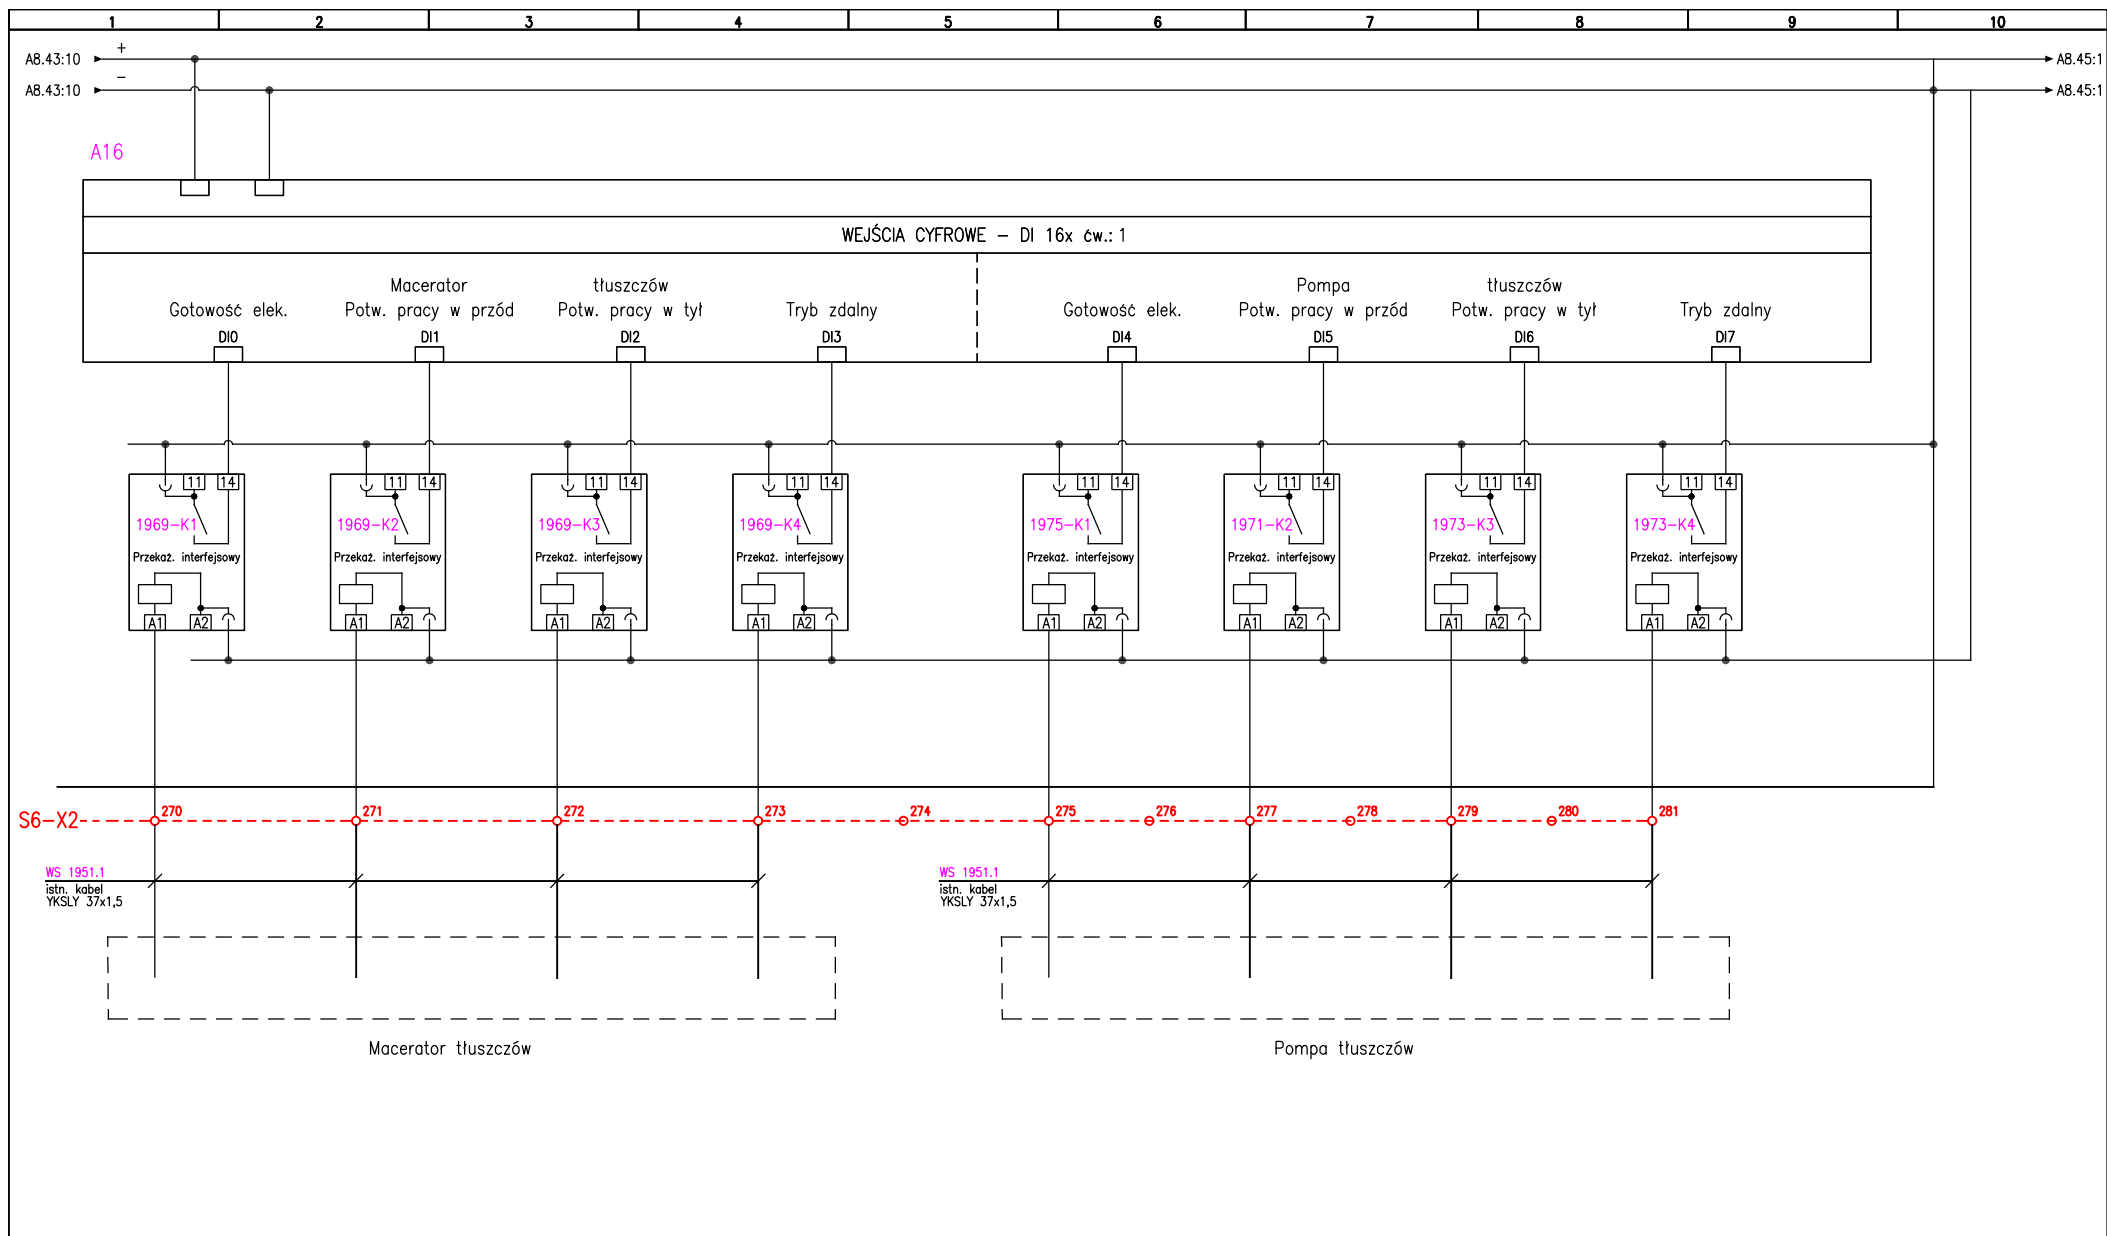 1 2 3 4 5 6 7 8 9 10
+
A8.43:10 A8.45:1
−
A8.43:10 A8.45:1
A16
WEJŚCIA CYFROWE − DI 16x ćw.: 1
Macerator tłuszczów Pompa tłuszczów
Gotowość elek. Potw. pracy w przód Potw. pracy w tył Tryb zdalny Gotowość elek. Potw. pracy w przód Potw. pracy w tył Tryb zdalny
DI0 DI1 DI2 DI3 DI4 DI5 DI6 DI7
11 14 11 14 11 14 11 14 11 14 11 14 11 14 11 14
1969−K1 1969−K2 1969−K3 1969−K4 1975−K1 1971−K2 1973−K3 1973−K4
Przekaź. interfejsowy Przekaź. interfejsowy Przekaź. interfejsowy Przekaź. interfejsowy Przekaź. interfejsowy Przekaź. interfejsowy Przekaź. interfejsowy Przekaź. interfejsowy
A1 A2 A1 A2 A1 A2 A1 A2 A1 A2 A1 A2 A1 A2 A1 A2
270 271 272 273 274 275 276 277 278 279 280 281
S6−X2
WS 1951.1 WS 1951.1
istn. kabel istn. kabel
YKSLY 37x1,5 YKSLY 37x1,5
Macerator tłuszczów Pompa tłuszczów